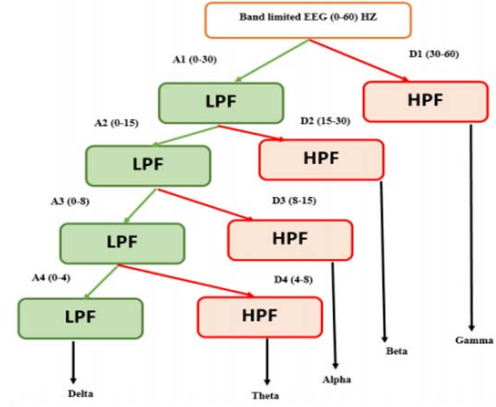 Band limited EEG (0-60) HZ
A1 (0-30)
D1 (30-60)
LPF
HPF
A2 (0-15)
D2 (15-30)
LPF
HPF
A3 (0-8)
D3 (8-15)
LPF
HPF
A4 (0-4)
D4 (4-8)
LPF
HPF
Gamma
Beta
Alpha
Delta
Theta